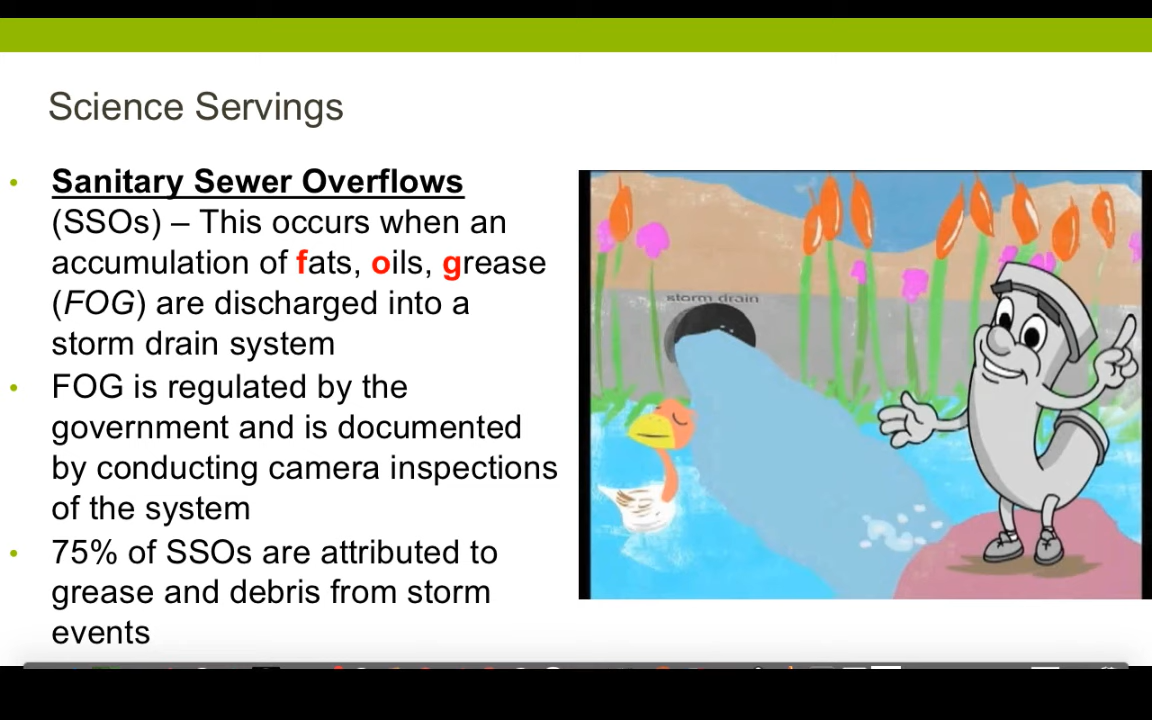 Science Servings
• Sanitary Sewer Overflows
(SSOs) – This occurs when an
accumulation of fats, oils, grease
(FOG) are discharged into a
storm drain system
• FOG is regulated by the
government and is documented
by conducting camera inspections
of the system
• 75% of SSOs are attributed to
grease and debris from storm
events
storm drain